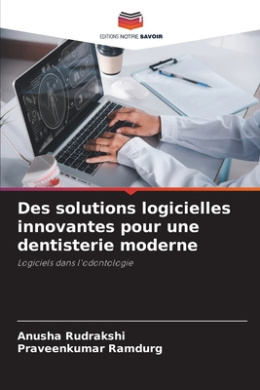 EDITIONS NOTRE SAVOIR
Des solutions logicielles
innovantes pour une
dentisterie moderne
Logiciels dans l'odontologie
Anusha Rudrakshi
Praveenkumar Ramdurg